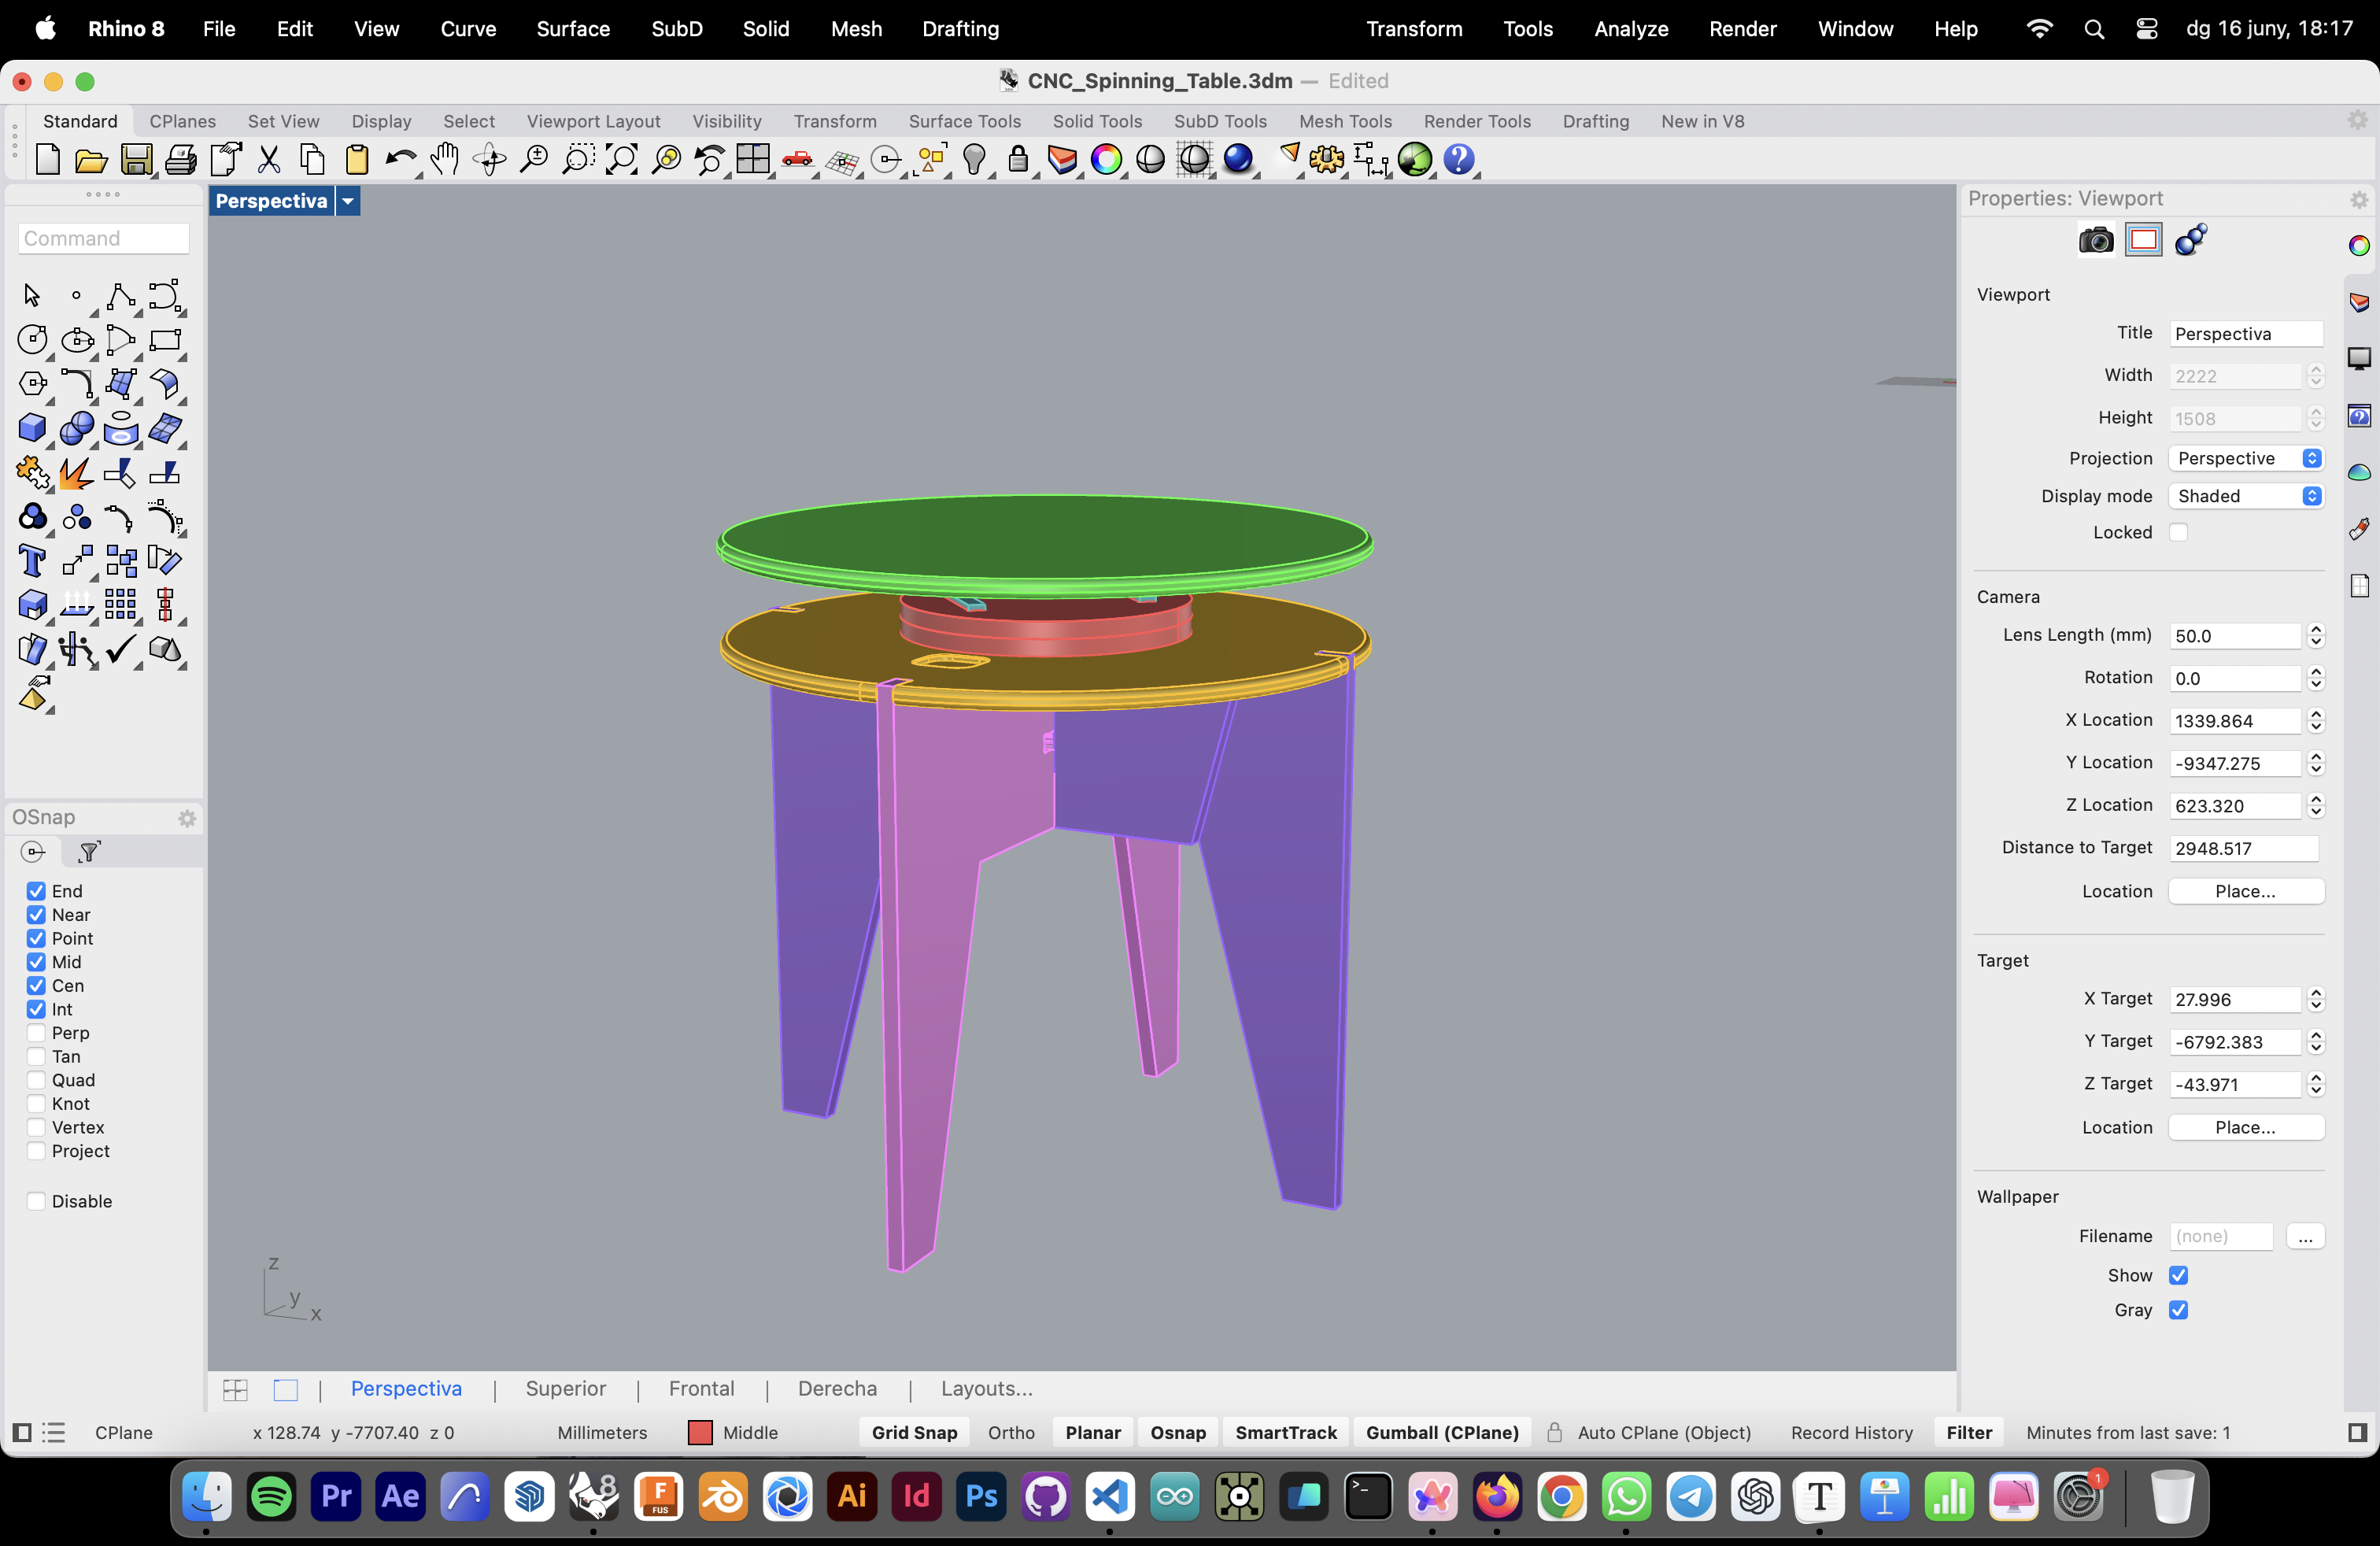 Rhino 8 File Edit View Curve Surface SubD Solid Mesh Drafting Transform Tools Analyze Render Window Help dg 16 juny, 18:17
CNC_Spinning_Table.3dm — Edited
Standard CPlanes Set View Display Select Viewport Layout Visibility Transform Surface Tools Solid Tools SubD Tools Mesh Tools Render Tools Drafting New in V8
Perspectiva
Command
OSnap
End
Near
Point
Mid
Cen
Int
Perp
Tan
Quad
Knot
Vertex
Project
Disable
z
y
x
Properties: Viewport
Viewport
Title Perspectiva
Width 2222
Height 1508
Projection Perspective
Display mode Shaded
Locked
Camera
Lens Length (mm) 50.0
Rotation 0.0
X Location 1339.864
Y Location -9347.275
Z Location 623.320
Distance to Target 2948.517
Location Place...
Target
X Target 27.996
Y Target -6792.383
Z Target -43.971
Location Place...
Wallpaper
Filename (none) ...
Show
Gray
Perspectiva | Superior | Frontal | Derecha | Layouts...
CPlane x 128.74 y -7707.40 z 0 Millimeters Middle Grid Snap Ortho Planar Osnap SmartTrack Gumball (CPlane) Auto CPlane (Object) Record History Filter Minutes from last save: 1
Pr Ae 8 F FUS Ai Id Ps >_ T 1